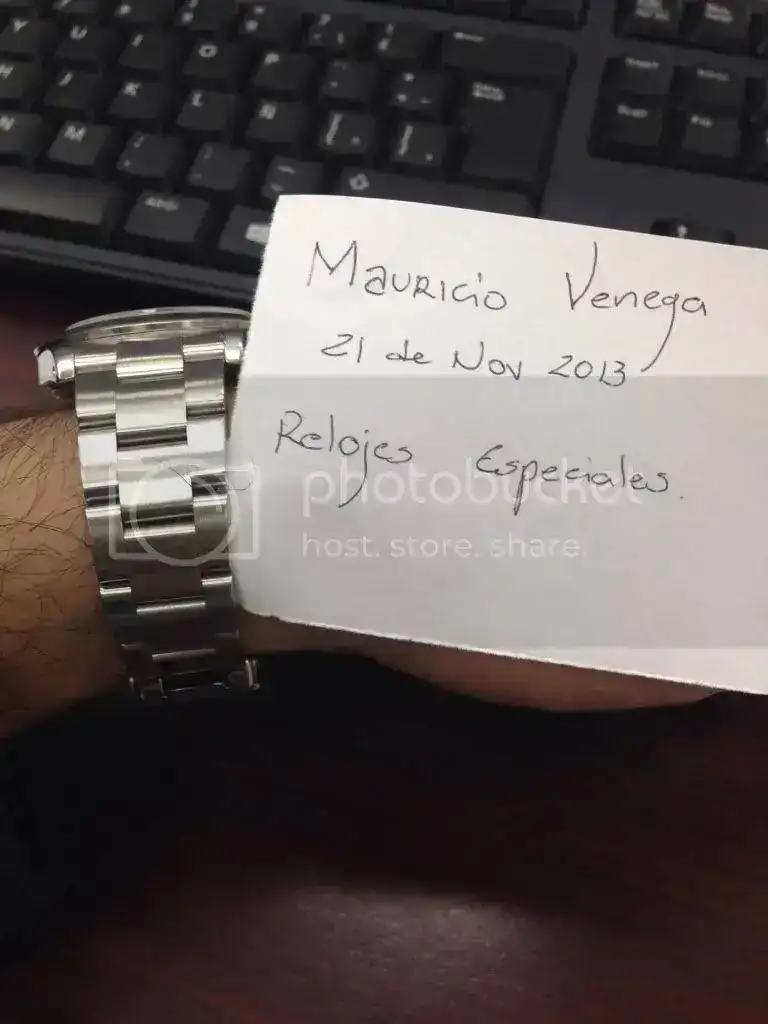 Y U I O P
H J K L Ñ
N M
Mauricio Venega
21 de Nov 2013
Relojes Especiales.
photobucket
host. store. share.